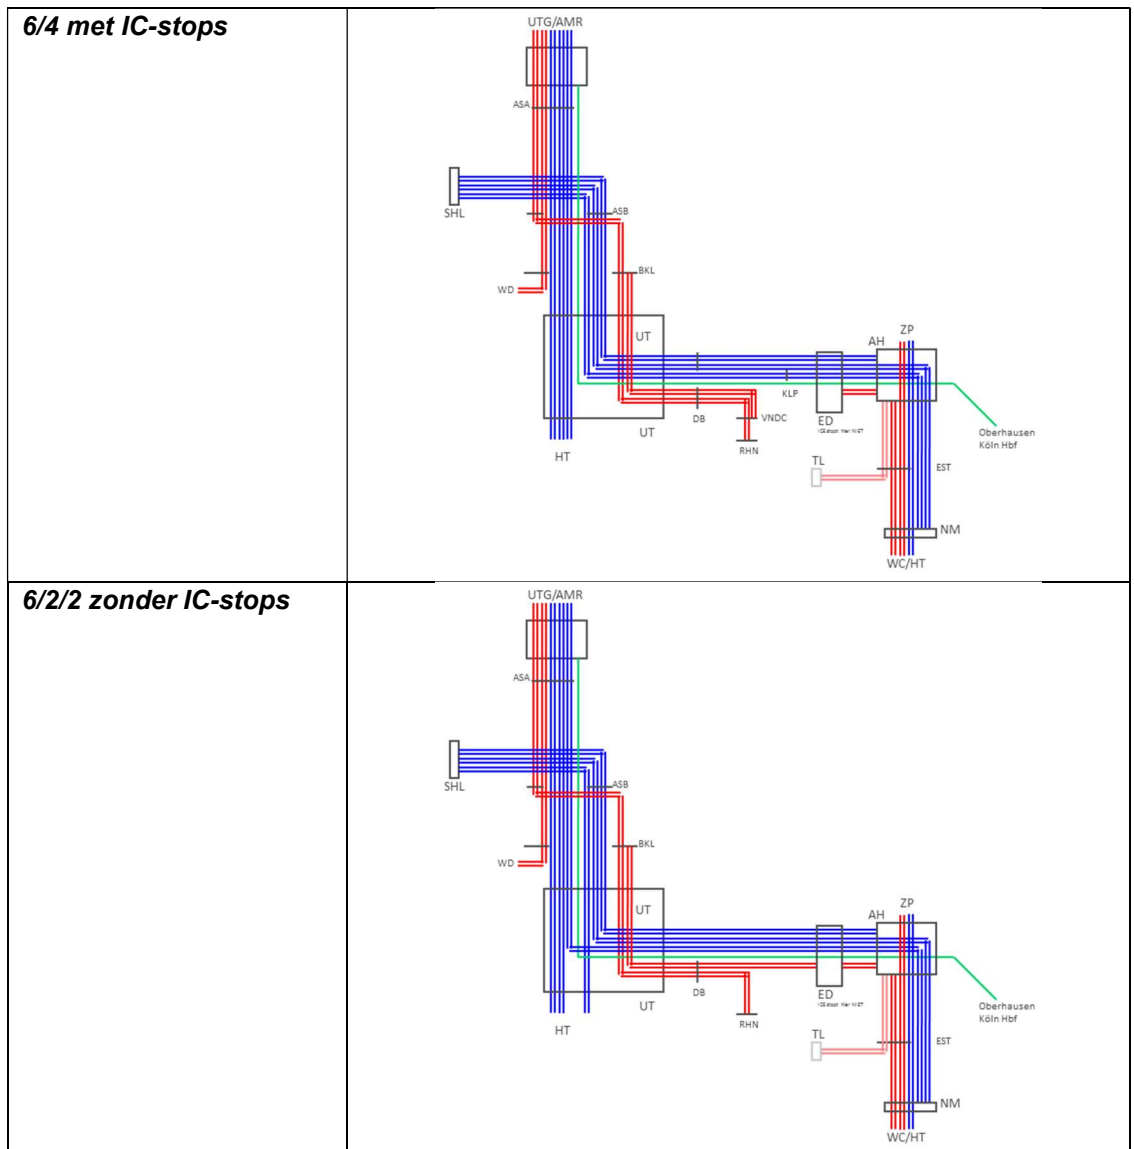 6/4 met IC-stops
UTG/AMR
ASA
SHL
ASB
BKL
WD
UT
ZP
AH
KLP
DB
VNDC
ED
UT
HT
RHN
Oberhausen
Köln Hbf
TL
EST
NM
WC/HT
6/2/2 zonder IC-stops
UTG/AMR
ASA
SHL
ASB
BKL
WD
UT
ZP
AH
DB
ED
UT
HT
RHN
Oberhausen
Köln Hbf
TL
EST
NM
WC/HT